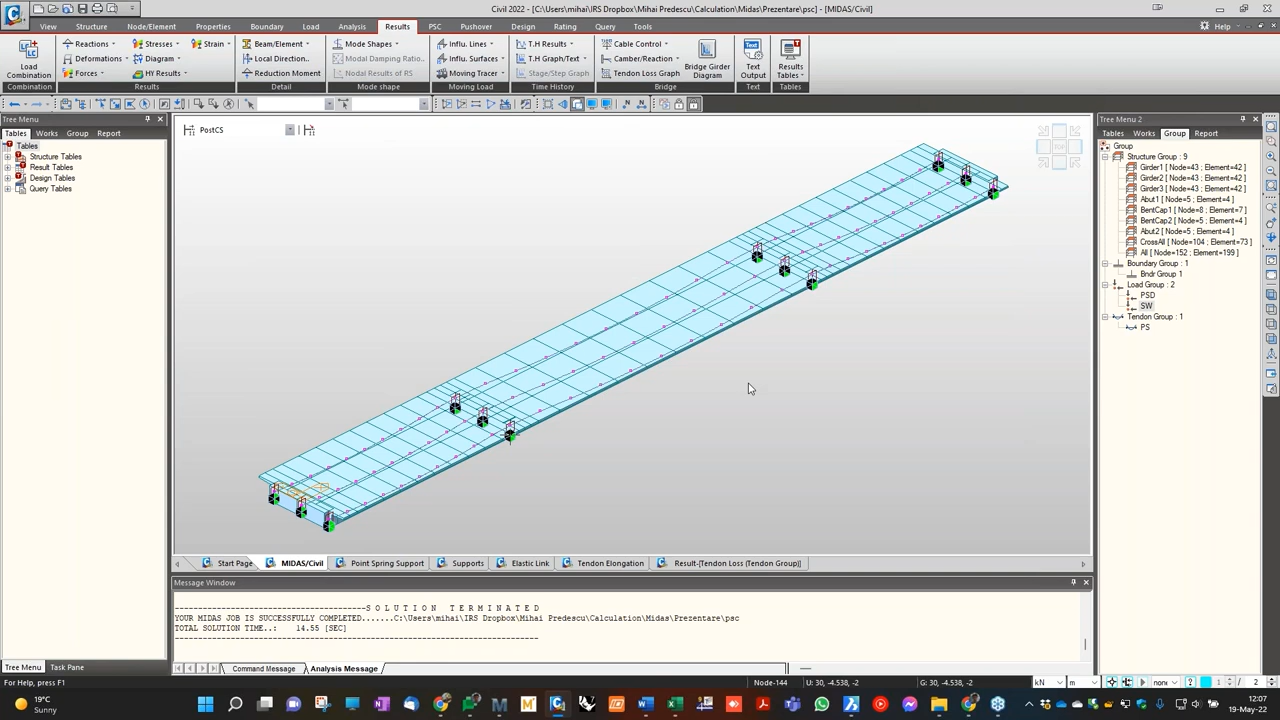 Civil 2022 - [C:\Users\mihai\IRS Dropbox\Mihai Predescu\Calculation\Midas\Prezentare\psc] - [MIDAS/Civil]
View Structure Node/Element Properties Boundary Load Analysis Results PSC Pushover Design Rating Query Tools Help
Reactions Stresses Strain Beam/Element Mode Shapes Influ. Lines T.H Results Cable Control
Deformations Diagram Local Direction.. Modal Damping Ratio.. Influ. Surfaces T.H Graph/Text Camber/Reaction
Forces HY Results Reduction Moment Nodal Results of RS Moving Tracer Stage/Step Graph Tendon Loss Graph
Load Combination
Bridge Girder Diagram
Text Output
Results Tables
Combination Results Detail Mode shape Moving Load Time History Bridge Text Tables
Tree Menu
Tables Works Group Report
Tables
Structure Tables
Result Tables
Design Tables
Query Tables
PostCS
TOP
Tree Menu 2
Tables Works Group Report
Group
Structure Group : 9
Girder1 [ Node=43 ; Element=42 ]
Girder2 [ Node=43 ; Element=42 ]
Girder3 [ Node=43 ; Element=42 ]
Abut1 [ Node=5 ; Element=4 ]
BentCap1 [ Node=8 ; Element=7 ]
BentCap2 [ Node=5 ; Element=4 ]
Abut2 [ Node=5 ; Element=4 ]
CrossAll [ Node=104 ; Element=73 ]
All [ Node=152 ; Element=199 ]
Boundary Group : 1
Bndr Group 1
Load Group : 2
PSD
SW
Tendon Group : 1
PS
Start Page MIDAS/Civil Point Spring Support Supports Elastic Link Tendon Elongation Result-[Tendon Loss (Tendon Group)]
Message Window
S O L U T I O N T E R M I N A T E D
YOUR MIDAS JOB IS SUCCESSFULLY COMPLETED.......C:\Users\mihai\IRS Dropbox\Mihai Predescu\Calculation\Midas\Prezentare\psc
TOTAL SOLUTION TIME..: 14.55 [SEC]
Command Message Analysis Message
Tree Menu Task Pane
For Help, press F1 Node-144 U: 30, -4.538, -2 G: 30, -4.538, -2 kN m none 1 / 2
19°C
Sunny
12:07
19-May-22